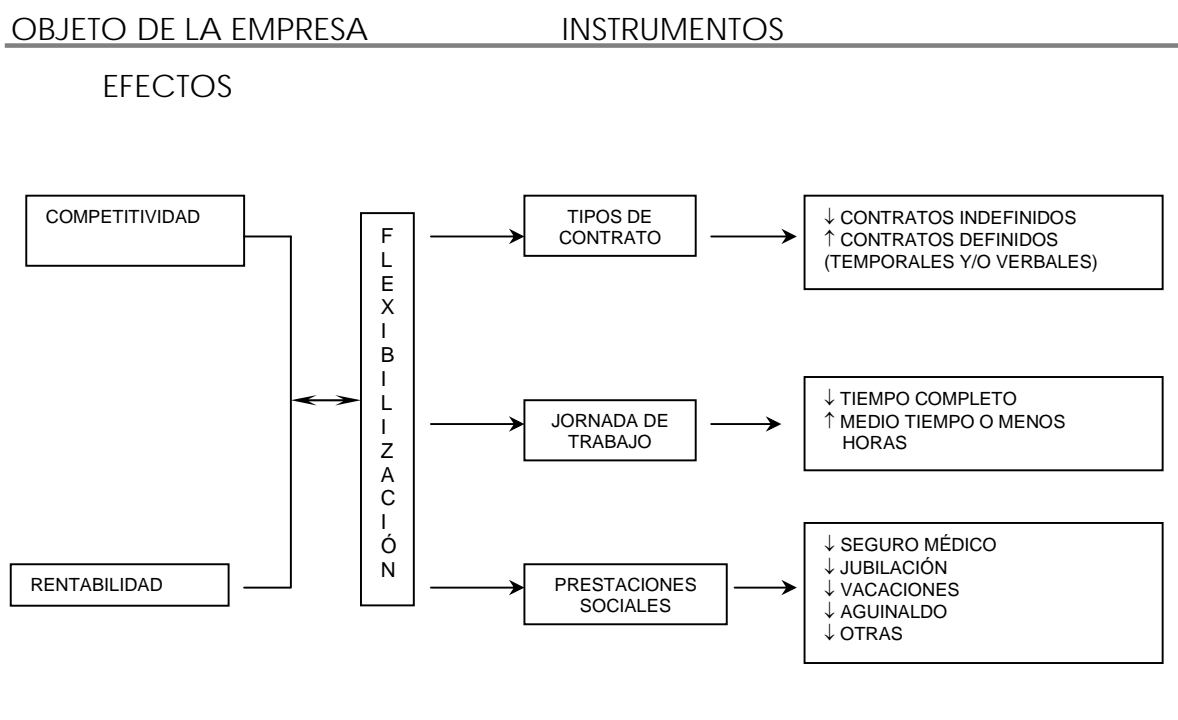 OBJETO DE LA EMPRESA INSTRUMENTOS
EFECTOS
COMPETITIVIDAD
RENTABILIDAD
FLEXIBILIZACIÓN
TIPOS DE
CONTRATO
↓ CONTRATOS INDEFINIDOS
↑ CONTRATOS DEFINIDOS
(TEMPORALES Y/O VERBALES)
JORNADA DE
TRABAJO
↓ TIEMPO COMPLETO
↑ MEDIO TIEMPO O MENOS
HORAS
PRESTACIONES
SOCIALES
↓ SEGURO MÉDICO
↓ JUBILACIÓN
↓ VACACIONES
↓ AGUINALDO
↓ OTRAS